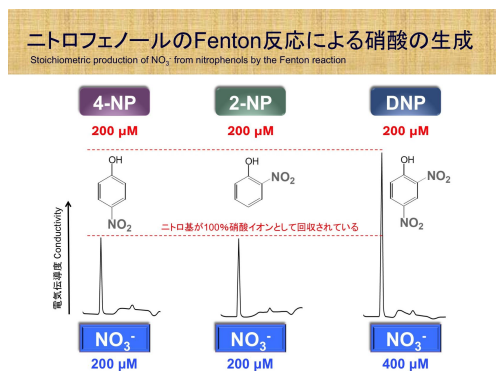 ニトロフェノールのFenton反応による硝酸の生成
Stoichiometric production of NO3- from nitrophenols by the Fenton reaction
4-NP
2-NP
DNP
200 μM
200 μM
200 μM
OH
NO2
OH
NO2
OH
NO2
NO2
ニトロ基が100%硝酸イオンとして回収されている
電気伝導度 Conductivity
NO3-
NO3-
NO3-
200 μM
200 μM
400 μM